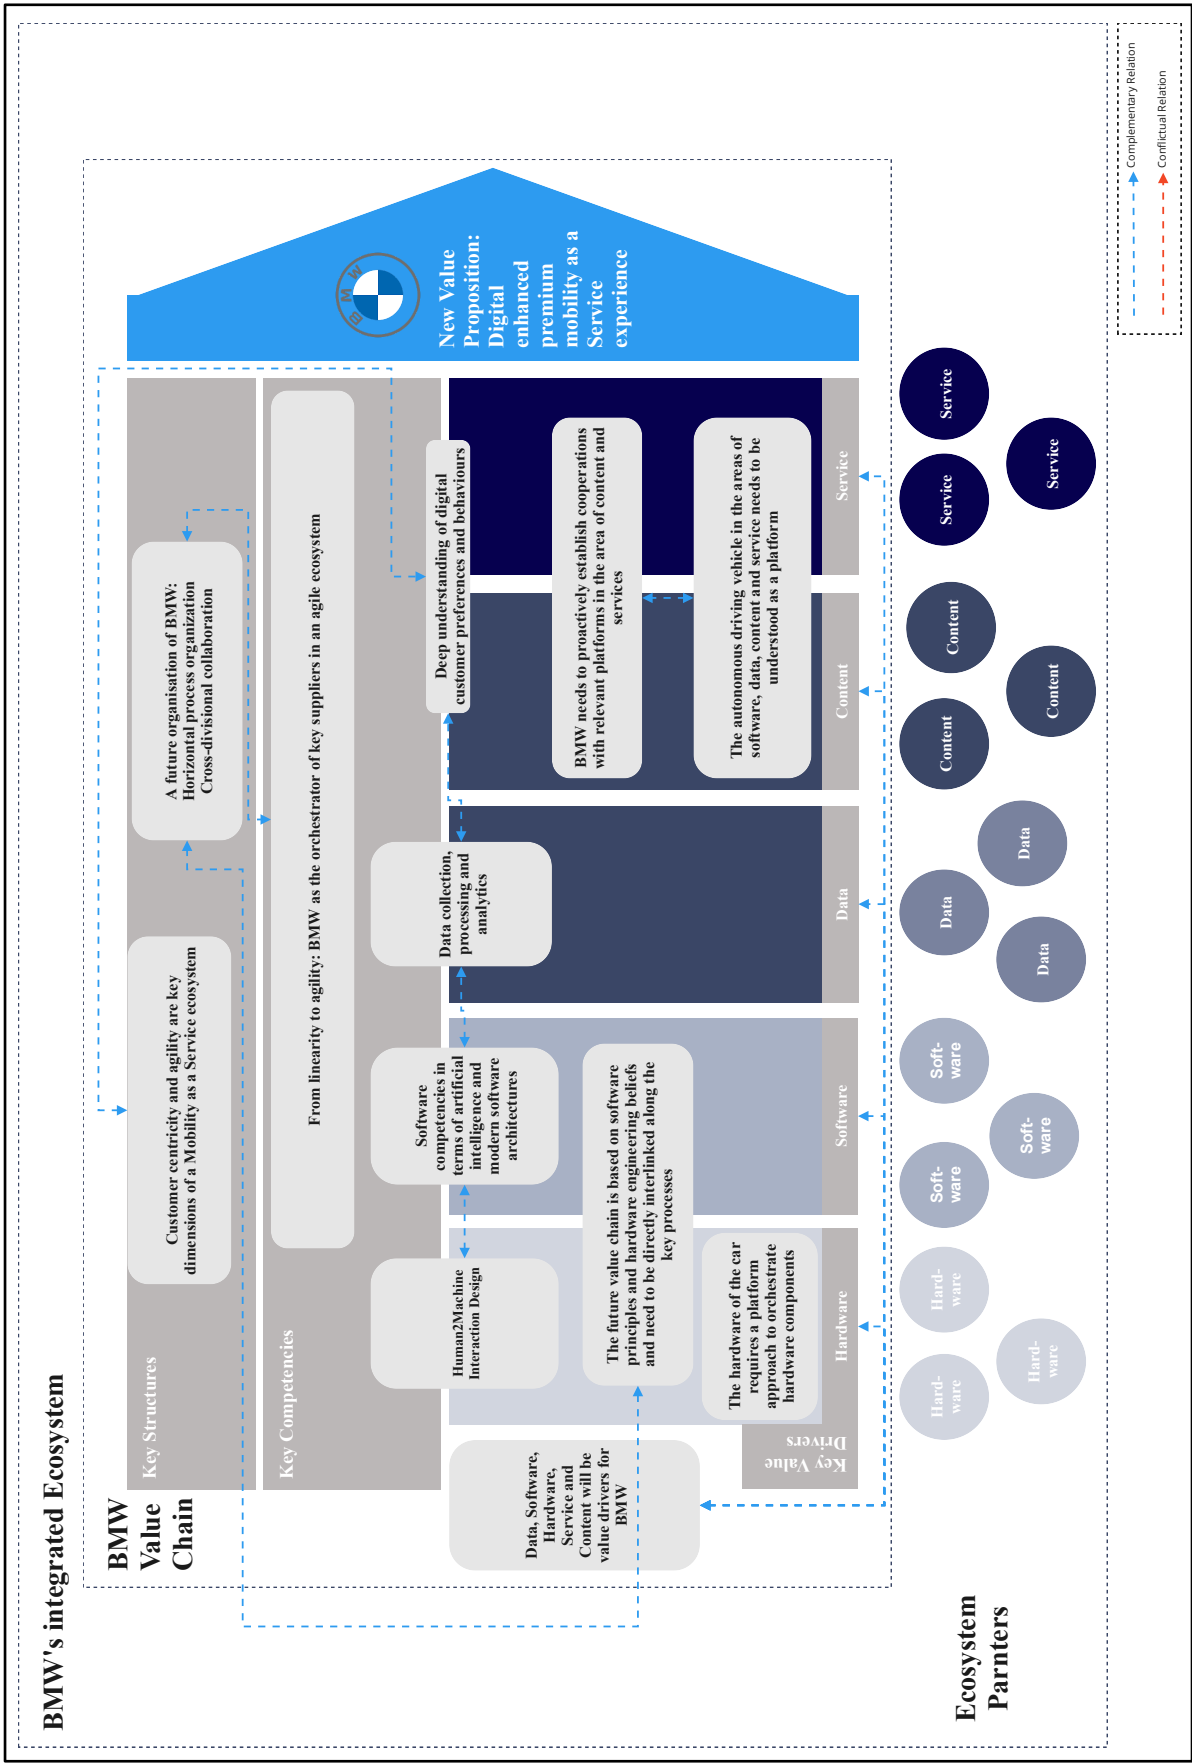 BMW's integrated Ecosystem
BMW
Value
Chain
Key Structures
Customer centricity and agility are key
dimensions of a Mobility as a Service ecosystem
A future organisation of BMW:
Horizontal process organization
Cross-divisional collaboration
Key Competencies
From linearity to agility: BMW as the orchestrator of key suppliers in an agile ecosystem
Human2Machine
Interaction Design
Software
competencies in
terms of artificial
intelligence and
modern software
architectures
Data collection,
processing and
analytics
Deep understanding of digital
customer preferences and behaviours
Data, Software,
Hardware,
Service and
Content will be
value drivers for
BMW
The future value chain is based on software
principles and hardware engineering beliefs
and need to be directly interlinked along the
key processes
BMW needs to proactively establish cooperations
with relevant platforms in the area of content and
services
The hardware of the car
requires a platform
approach to orchestrate
hardware components
The autonomous driving vehicle in the areas of
software, data, content and service needs to be
understood as a platform
Key Value
Drivers
Hardware
Software
Data
Content
Service
BMW
New Value
Proposition:
Digital
enhanced
premium
mobility as a
Service
experience
Ecosystem
Parnters
Hard-
ware
Hard-
ware
Hard-
ware
Soft-
ware
Soft-
ware
Soft-
ware
Data
Data
Data
Content
Content
Content
Service
Service
Service
Complementary Relation
Conflictual Relation